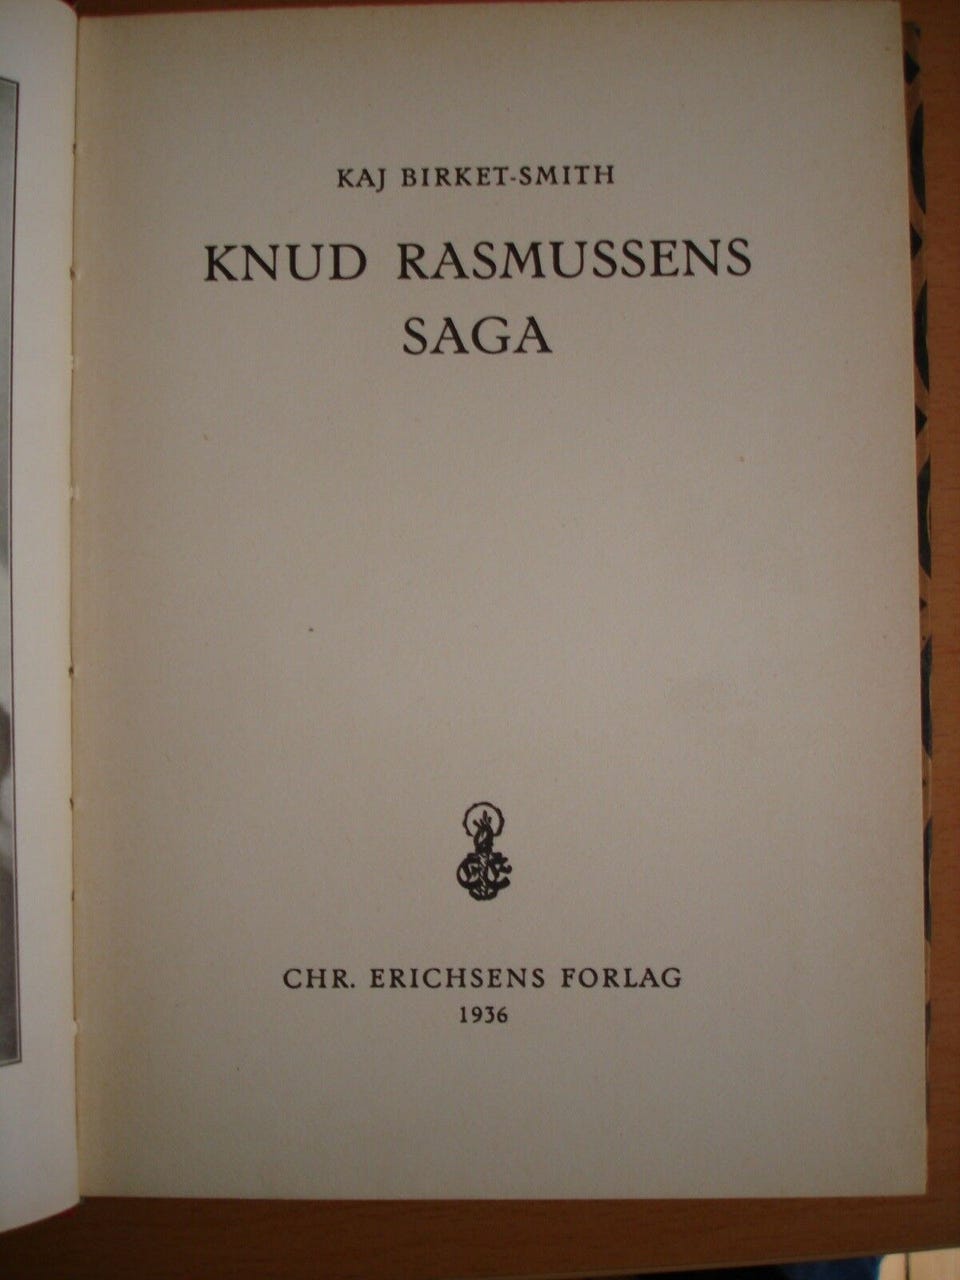 KAJ BIRKET-SMITH
KNUD RASMUSSENS
SAGA
CHR. ERICHSENS FORLAG
1936